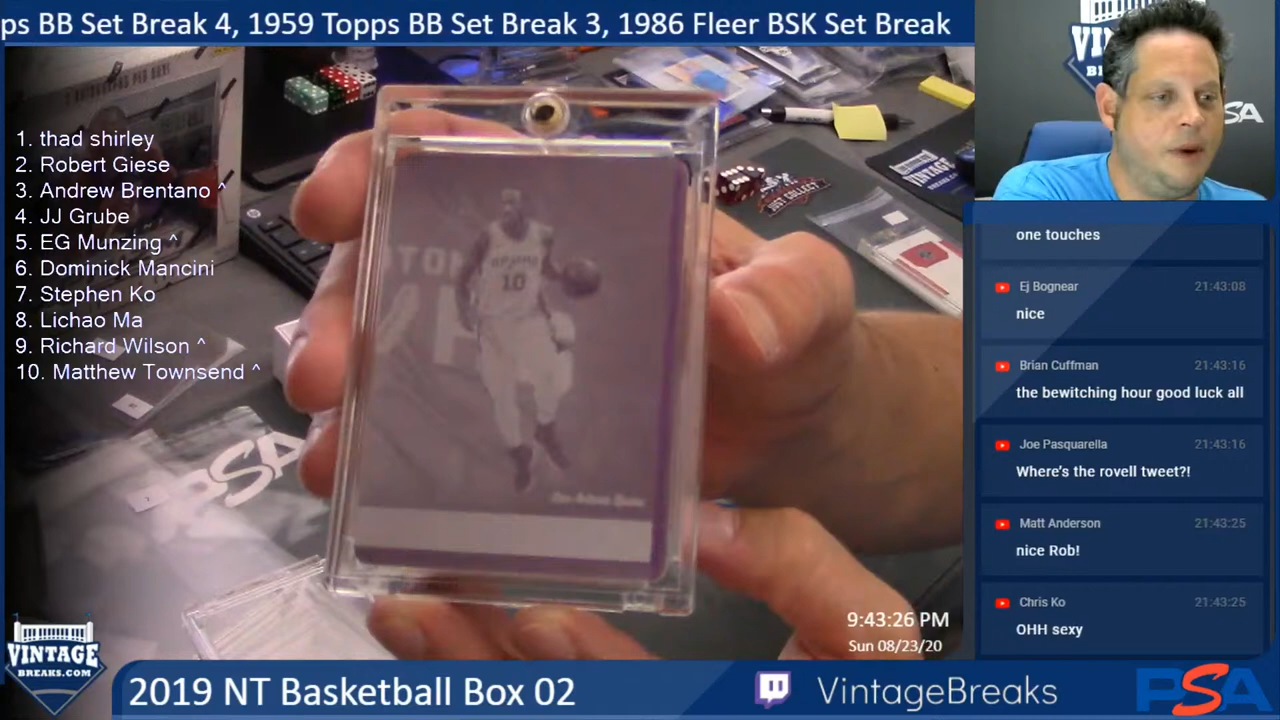 ps BB Set Break 4, 1959 Topps BB Set Break 3, 1986 Fleer BSK Set Break
1. thad shirley
2. Robert Giese
3. Andrew Brentano ^
4. JJ Grube
5. EG Munzing ^
6. Dominick Mancini
7. Stephen Ko
8. Lichao Ma
9. Richard Wilson ^
10. Matthew Townsend ^
SPURS
10
JUST COLLECT
PSA
one touches
Ej Bognear 21:43:08
nice
Brian Cuffman 21:43:16
the bewitching hour good luck all
Joe Pasquarella 21:43:16
Where's the rovell tweet?!
Matt Anderson 21:43:25
nice Rob!
Chris Ko 21:43:25
OHH sexy
9:43:26 PM
Sun 08/23/20
VINTAGE
BREAKS.COM
2019 NT Basketball Box 02
VintageBreaks
PSA